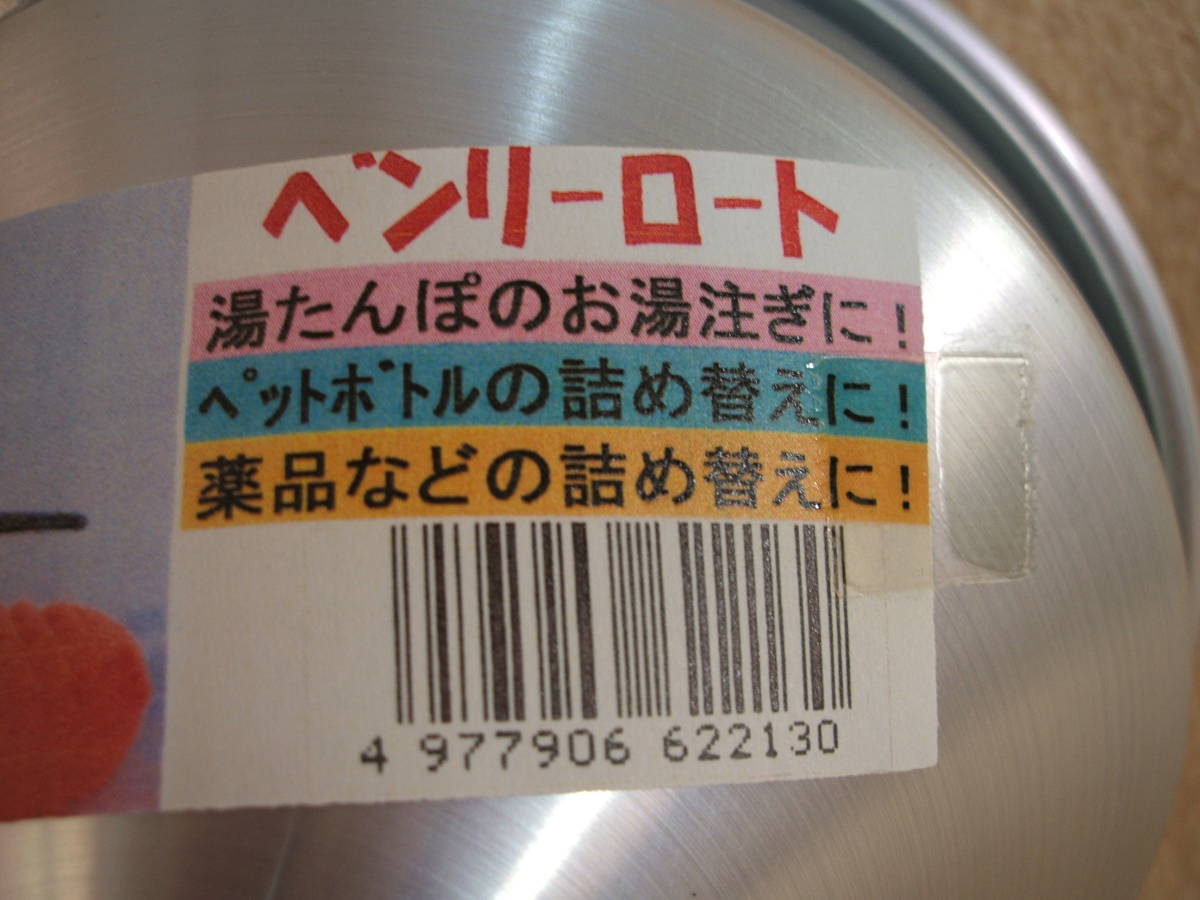 ベンリーロート
湯たんぽのお湯注ぎに!
ペットボトルの詰め替えに!
薬品などの詰め替えに!
4 977906 622130